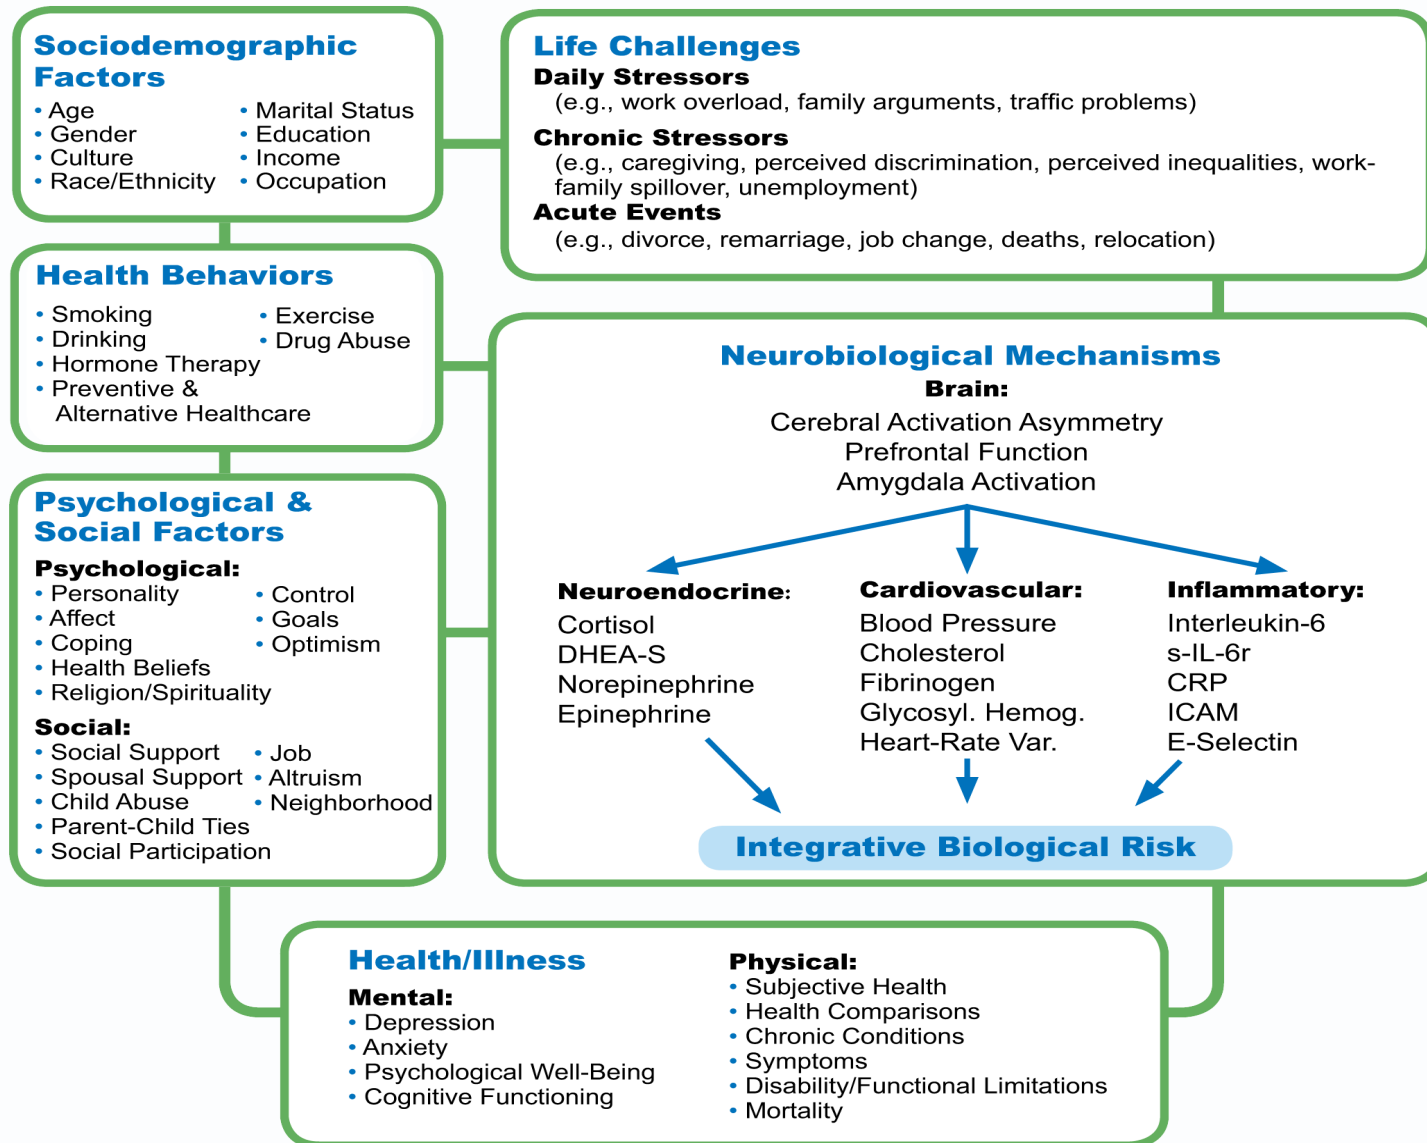 Sociodemographic
Factors
• Age
• Gender
• Culture
• Race/Ethnicity
• Marital Status
• Education
• Income
• Occupation
Life Challenges
Daily Stressors
(e.g., work overload, family arguments, traffic problems)
Chronic Stressors
(e.g., caregiving, perceived discrimination, perceived inequalities, work-
family spillover, unemployment)
Acute Events
(e.g., divorce, remarriage, job change, deaths, relocation)
Health Behaviors
• Smoking
• Drinking
• Hormone Therapy
• Preventive &
Alternative Healthcare
• Exercise
• Drug Abuse
Psychological &
Social Factors
Psychological:
• Personality
• Affect
• Coping
• Health Beliefs
• Religion/Spirituality
• Control
• Goals
• Optimism
Social:
• Social Support
• Spousal Support
• Child Abuse
• Parent-Child Ties
• Social Participation
• Job
• Altruism
• Neighborhood
Neurobiological Mechanisms
Brain:
Cerebral Activation Asymmetry
Prefrontal Function
Amygdala Activation
Neuroendocrine:
Cortisol
DHEA-S
Norepinephrine
Epinephrine
Cardiovascular:
Blood Pressure
Cholesterol
Fibrinogen
Glycosyl. Hemog.
Heart-Rate Var.
Inflammatory:
Interleukin-6
s-IL-6r
CRP
ICAM
E-Selectin
Integrative Biological Risk
Health/Illness
Mental:
• Depression
• Anxiety
• Psychological Well-Being
• Cognitive Functioning
Physical:
• Subjective Health
• Health Comparisons
• Chronic Conditions
• Symptoms
• Disability/Functional Limitations
• Mortality